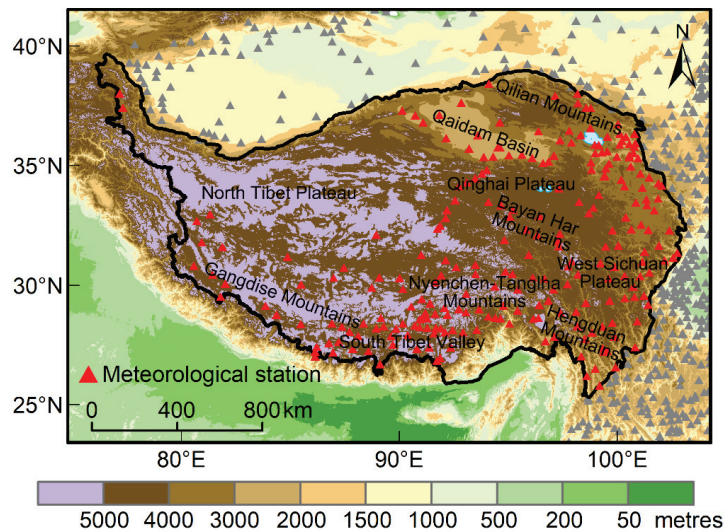 40°N
35°N
30°N
25°N
N
Qilian Mountains
Qaidam Basin
North Tibet Plateau
Qinghai Plateau
Bayan Har
Mountains
West Sichuan
Plateau
Gangdise Mountains
Nyenchen-Tanglha
Mountains
Hengduan
Mountains
South Tibet Valley
Meteorological station
0 400 800 km
80°E 90°E 100°E
5000 4000 3000 2000 1500 1000 500 200 50 metres